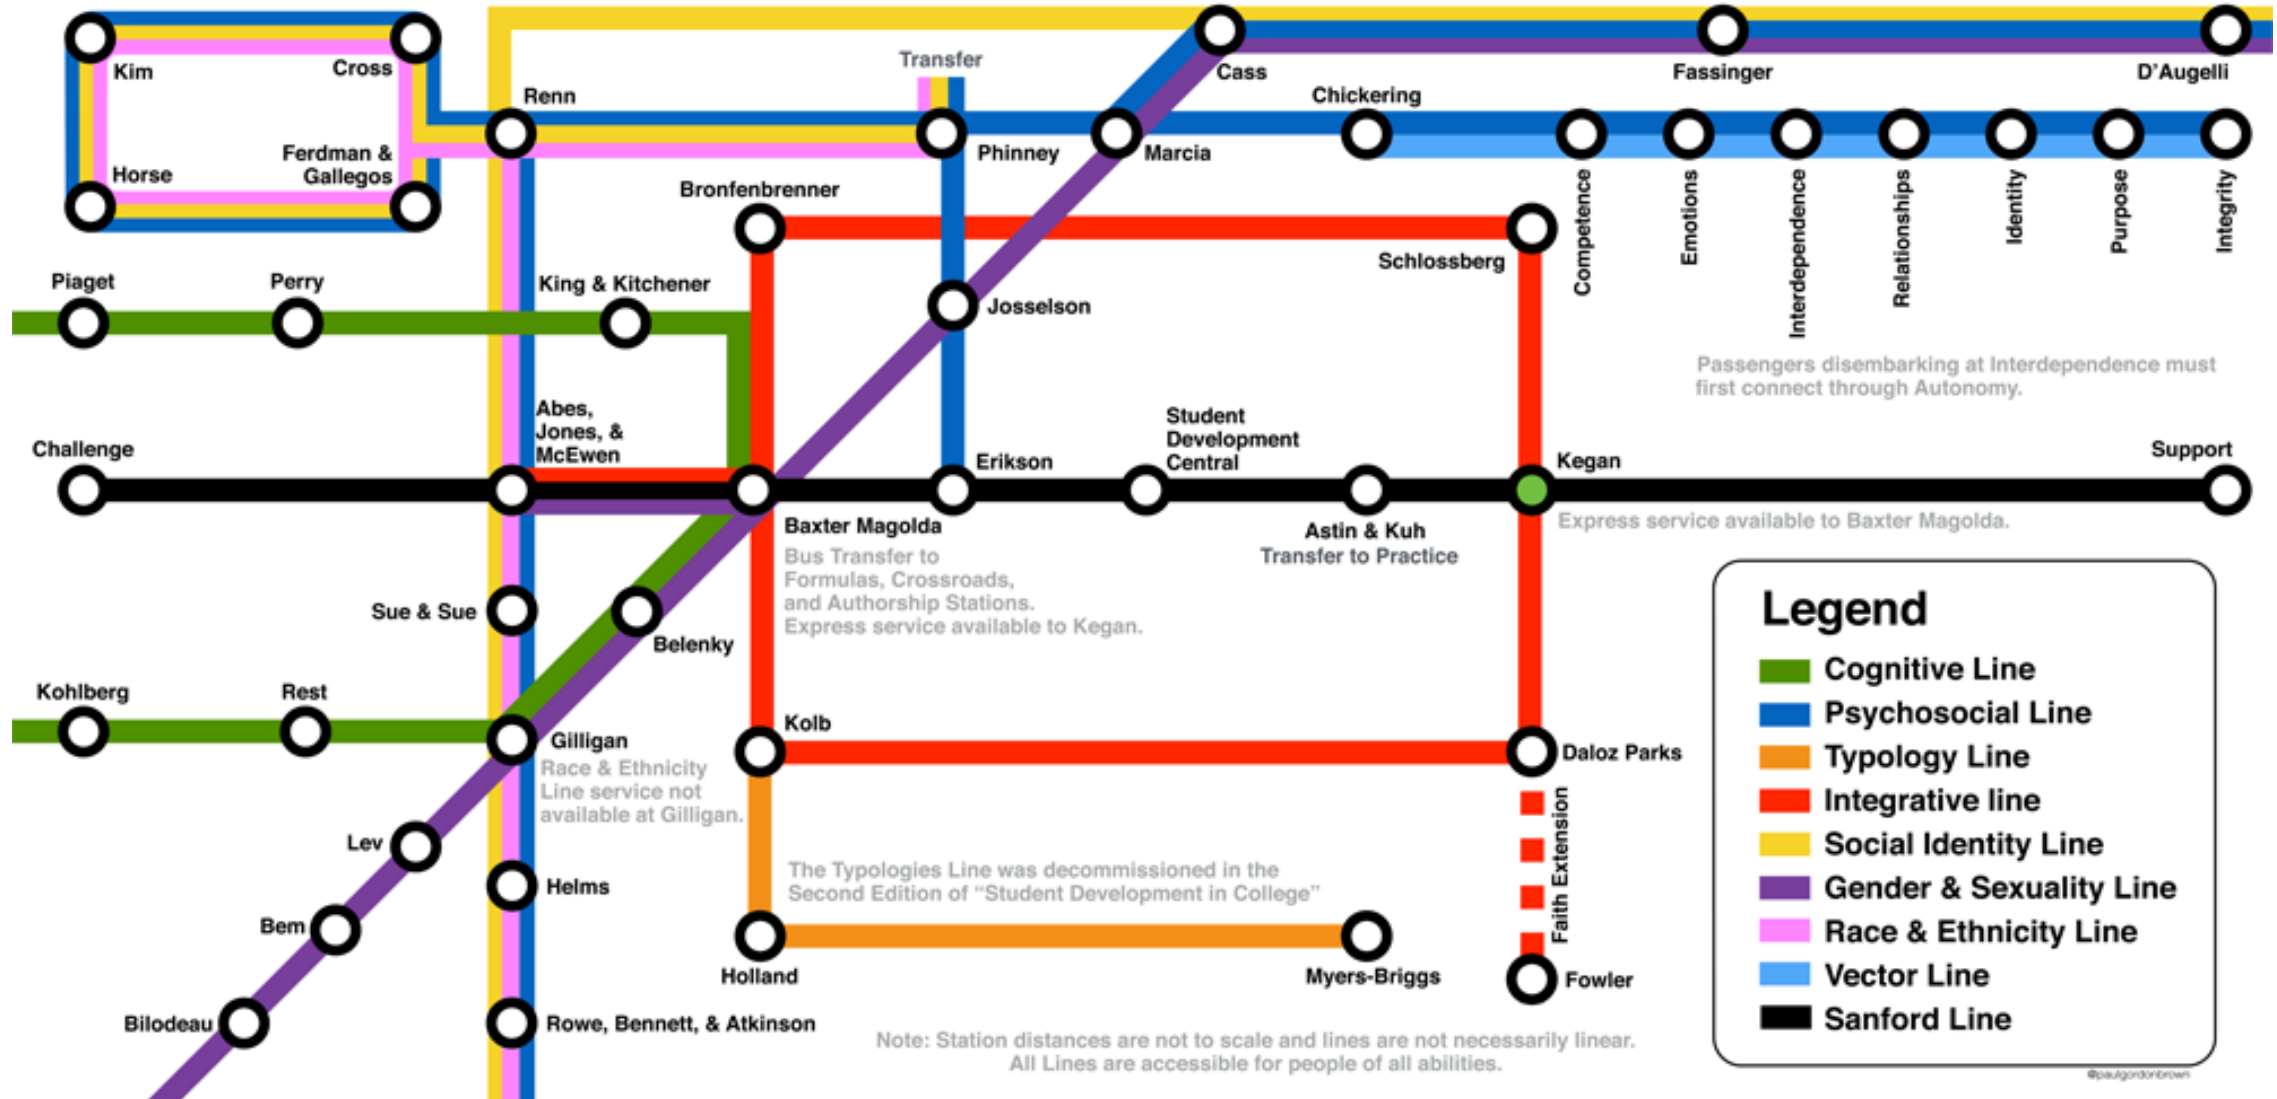 Kim
Cross
Horse
Ferdman &
Gallegos
Renn
Transfer
Phinney
Marcia
Cass
Fassinger
D'Augelli
Chickering
Competence
Emotions
Interdependence
Relationships
Identity
Purpose
Integrity
Passengers disembarking at Interdependence must
first connect through Autonomy.
Bronfenbrenner
Schlossberg
Piaget
Perry
King & Kitchener
Josselson
Challenge
Abes,
Jones, &
McEwen
Baxter Magolda
Bus Transfer to
Formulas, Crossroads,
and Authorship Stations.
Express service available to Kegan.
Erikson
Student
Development
Central
Astin & Kuh
Transfer to Practice
Kegan
Express service available to Baxter Magolda.
Support
Sue & Sue
Belenky
Kohlberg
Rest
Gilligan
Race & Ethnicity
Line service not
available at Gilligan.
Kolb
Daloz Parks
Faith Extension
Fowler
Lev
Bem
Bilodeau
Helms
Rowe, Bennett, & Atkinson
The Typologies Line was decommissioned in the
Second Edition of “Student Development in College”
Holland
Myers-Briggs
Note: Station distances are not to scale and lines are not necessarily linear.
All Lines are accessible for people of all abilities.
Legend
Cognitive Line
Psychosocial Line
Typology Line
Integrative line
Social Identity Line
Gender & Sexuality Line
Race & Ethnicity Line
Vector Line
Sanford Line
@paulgordonbrown